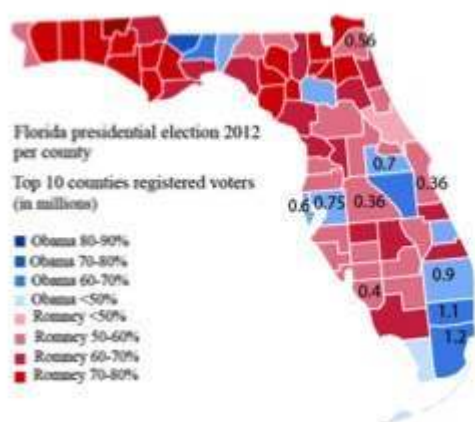 0.56
Florida presidential election 2012
per county
0.7
Top 10 counties registered voters
(in millions)
0.6 0.75 0.36 0.36
Obama 80-90%
Obama 70-80%
Obama 60-70%
Obama <50%
Romney <50%
Romney 50-60%
Romney 60-70%
Romney 70-80%
0.9
0.4
1.1
1.2